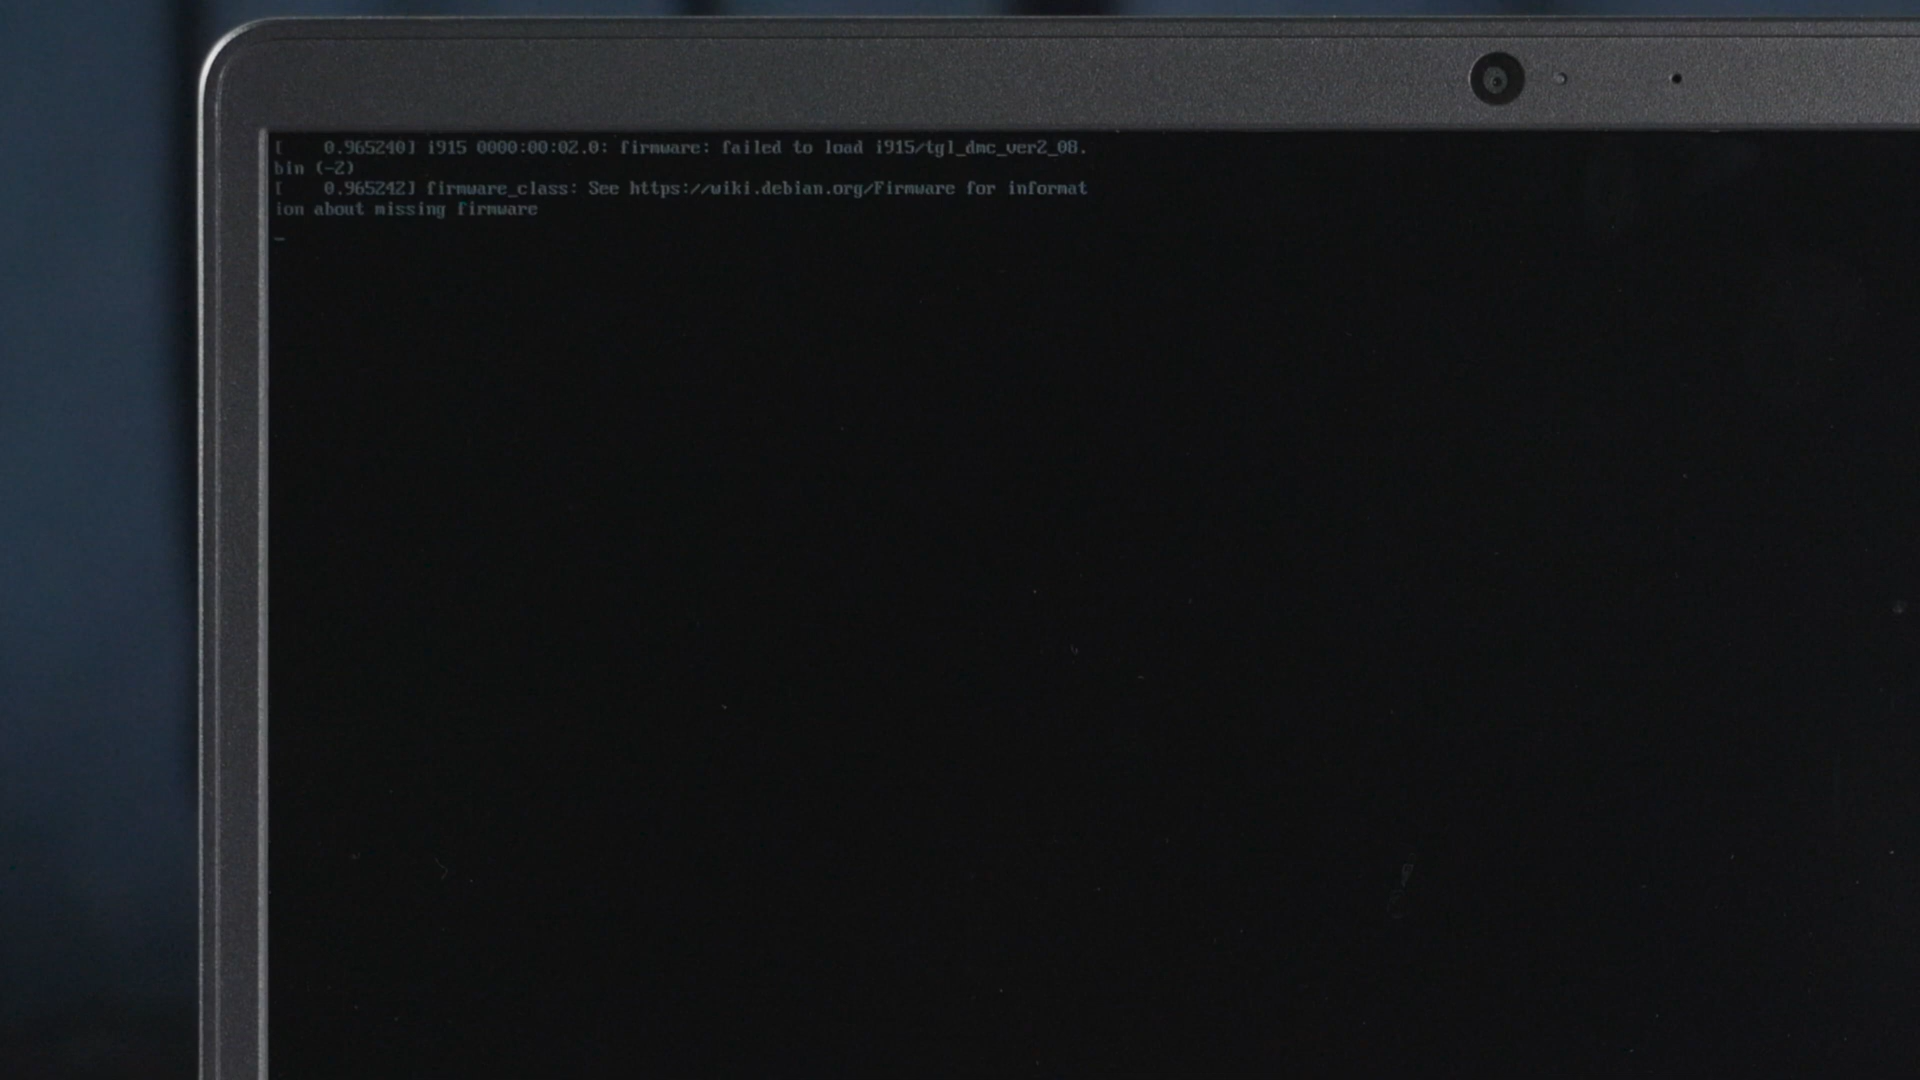 [    0.965240] i915 0000:00:02.0: firmware: failed to load i915/tgl_dmc_ver2_08.
bin (-2)
[    0.965242] firmware_class: See https://wiki.debian.org/Firmware for informat
ion about missing firmware
_